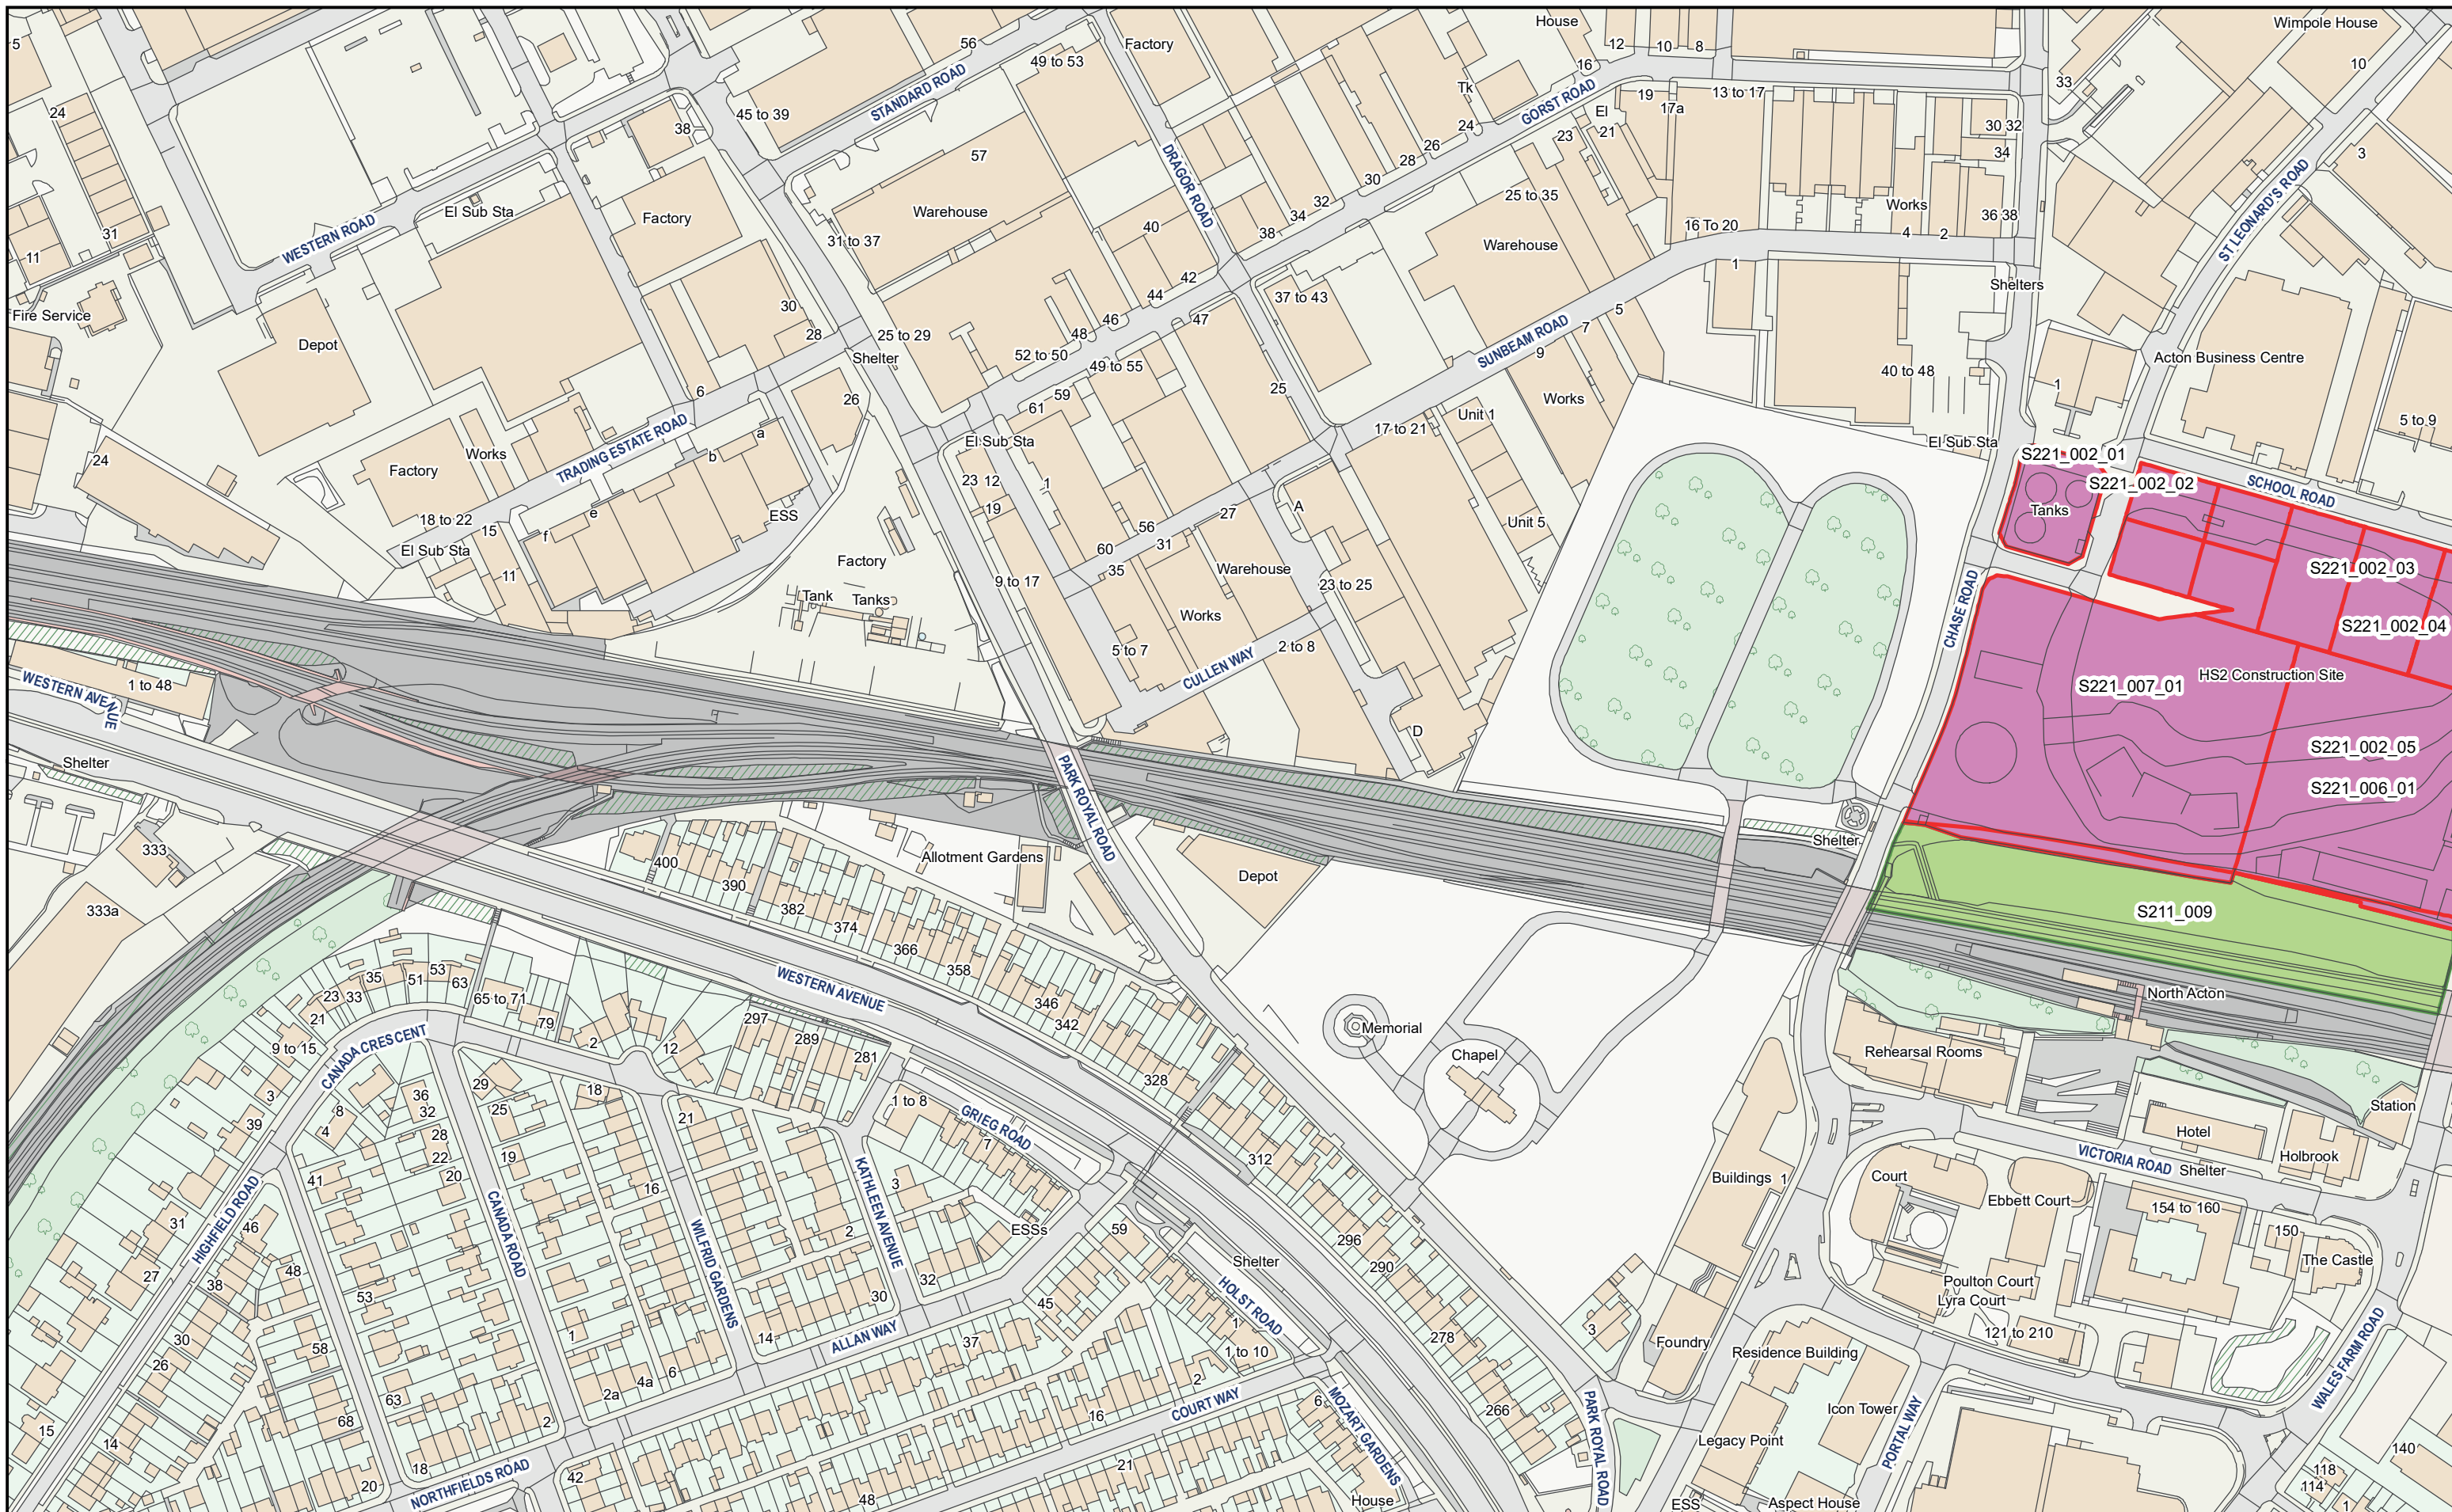 5
56
49 to 53
Factory
House
12
10
8
Wimpole House
10
24
38
45 to 39
STANDARD ROAD
57
16
Tk
24
GORST ROAD
19
17a
13 to 17
El
21
23
33
30 32
34
3
26
28
30
32
34
38
DRAGOR ROAD
25 to 35
Warehouse
16 To 20
Works
4
2
36 38
ST LEONARD'S ROAD
31
11
WESTERN ROAD
El Sub Sta
Factory
Warehouse
31 to 37
40
42
44
46
48
47
37 to 43
1
Shelters
Fire Service
Depot
30
28
25 to 29
Shelter
52 to 50
49 to 55
59
61
25
SUNBEAM ROAD
5
7
9
Works
40 to 48
1
Acton Business Centre
5 to 9
24
Factory
Works
TRADING ESTATE ROAD
6
26
a
b
e
f
El Sub Sta
23
12
19
1
17 to 21
Unit 1
El Sub Sta
S221_002_01
S221_002_02
SCHOOL ROAD
Tanks
18 to 22
15
El Sub Sta
11
ESS
Factory
Tank
Tanks
9 to 17
56
60
35
31
27
A
Warehouse
23 to 25
Unit 5
Works
5 to 7
CULLEN WAY
2 to 8
D
CHASE ROAD
S221_002_03
S221_002_04
HS2 Construction Site
S221_007_01
S221_002_05
S221_006_01
WESTERN AVENUE
1 to 48
Shelter
PARK ROYAL ROAD
Shelter
333
333a
400
390
382
374
366
358
346
342
328
312
296
290
278
266
Allotment Gardens
Depot
S211_009
North Acton
WESTERN AVENUE
23
33
35
51
53
63
65 to 71
79
21
9 to 15
CANADA CRESCENT
3
39
8
4
2
12
297
289
281
Memorial
Chapel
Rehearsal Rooms
Station
Hotel
Holbrook
VICTORIA ROAD
Shelter
36
32
28
22
20
29
25
19
18
21
1 to 8
GRIEG ROAD
7
41
31
27
HIGHFIELD ROAD
46
38
48
53
CANADA ROAD
16
WILFRID GARDENS
KATHLEEN AVENUE
3
2
32
30
ESSs
59
Shelter
HOLST ROAD
1
1 to 10
Buildings
1
Court
Ebbett Court
154 to 160
150
The Castle
Poulton Court
Lyra Court
121 to 210
30
26
58
63
68
15
14
20
18
2
1
2a
4a
6
14
ALLAN WAY
37
45
2
16
COURT WAY
6
MOZART GARDENS
3
Foundry
Residence Building
Icon Tower
Legacy Point
PORTAL WAY
WALES FARM ROAD
140
118
114
1
NORTHFIELDS ROAD
42
48
21
House
PARK ROYAL ROAD
ESS
Aspect House